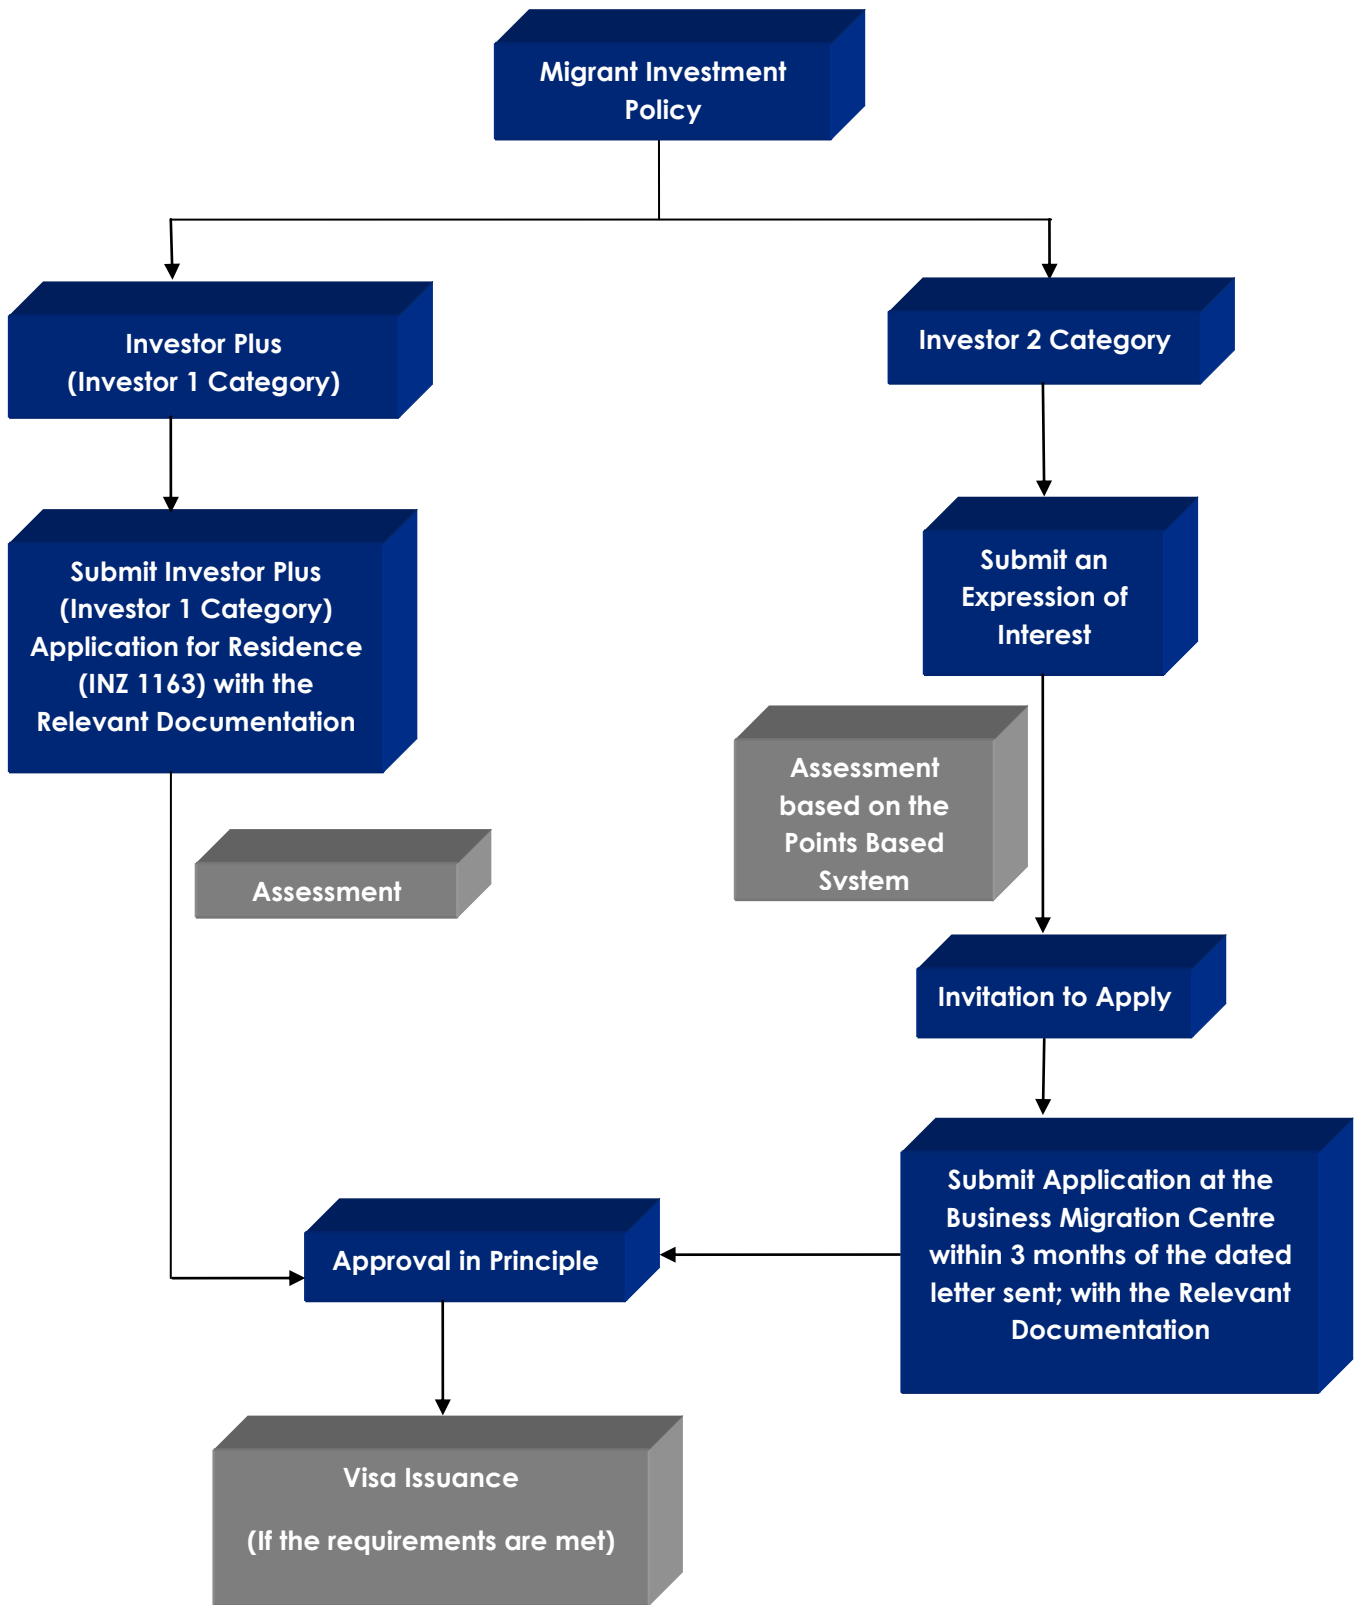 Migrant Investment
Policy
Investor Plus
(Investor 1 Category)
Investor 2 Category
Submit Investor Plus
(Investor 1 Category)
Application for Residence
(INZ 1163) with the
Relevant Documentation
Submit an
Expression of
Interest
Assessment
based on the
Points Based
System
Assessment
Invitation to Apply
Submit Application at the
Business Migration Centre
within 3 months of the dated
letter sent; with the Relevant
Documentation
Approval in Principle
Visa Issuance
(If the requirements are met)